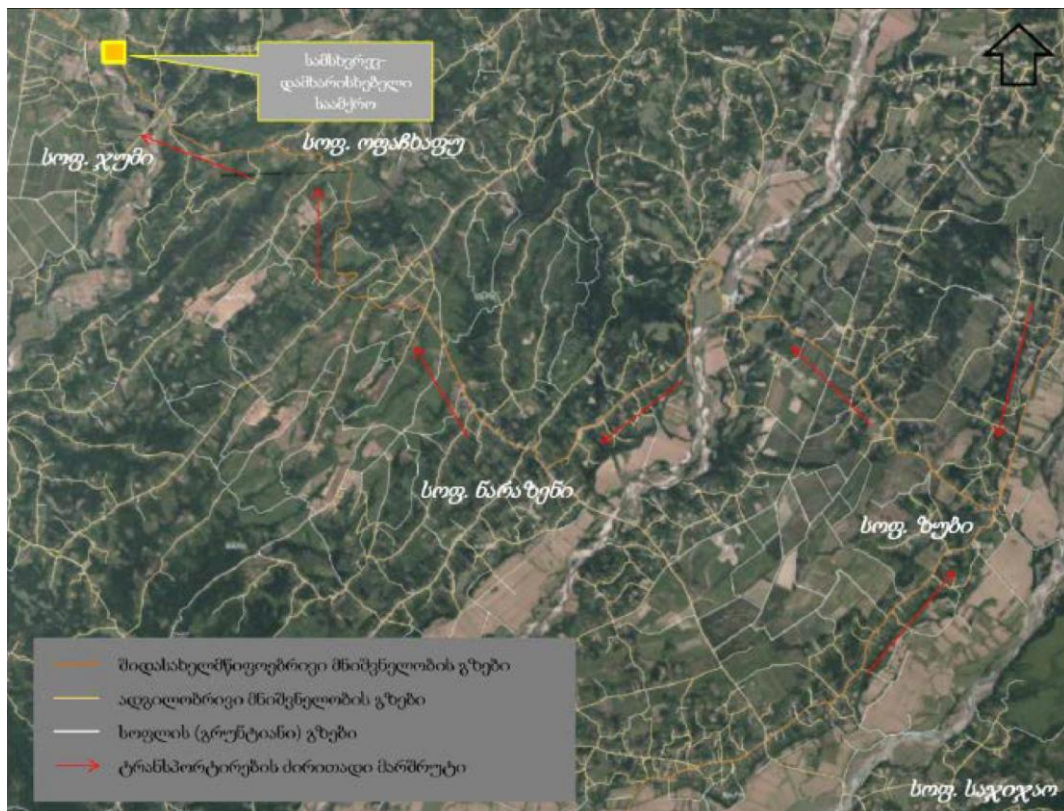 სამსხვრევ-
დამხარისხებელი
საამქრო
სოფ. ოფაჩხაფუ
სოფ. ჯუმი
სოფ. ნარაზენი
სოფ. ზუბი
შიდასახელმწიფოებრივი მნიშვნელობის გზები
ადგილობრივი მნიშვნელობის გზები
სოფლის (გრუნტიანი) გზები
ტრანსპორტირების ძირითადი მარშრუტი
სოფ. საჯიჯაო